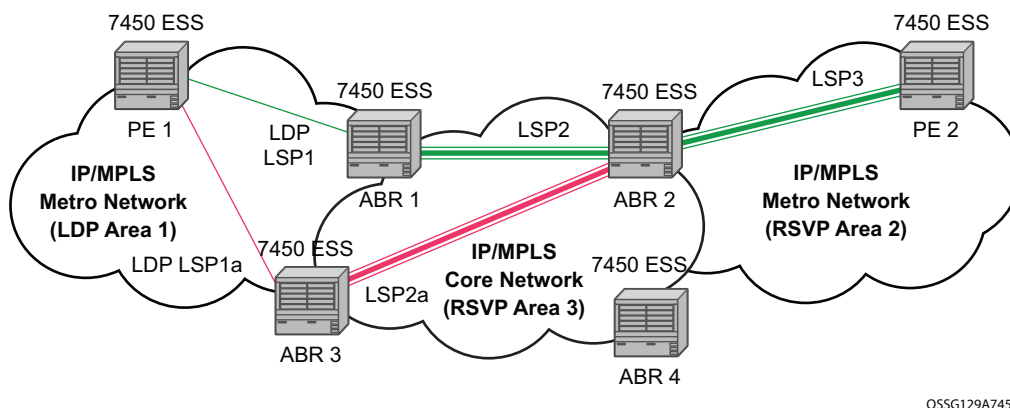 7450 ESS
7450 ESS
7450 ESS
7450 ESS
LSP3
PE 1
LDP
LSP1
LSP2
PE 2
IP/MPLS
Metro Network
(LDP Area 1)
ABR 1
ABR 2
IP/MPLS
Metro Network
(RSVP Area 2)
7450 ESS
LDP LSP1a
LSP2a
IP/MPLS
Core Network
(RSVP Area 3)
7450 ESS
ABR 3
ABR 4
OSSG129A7450